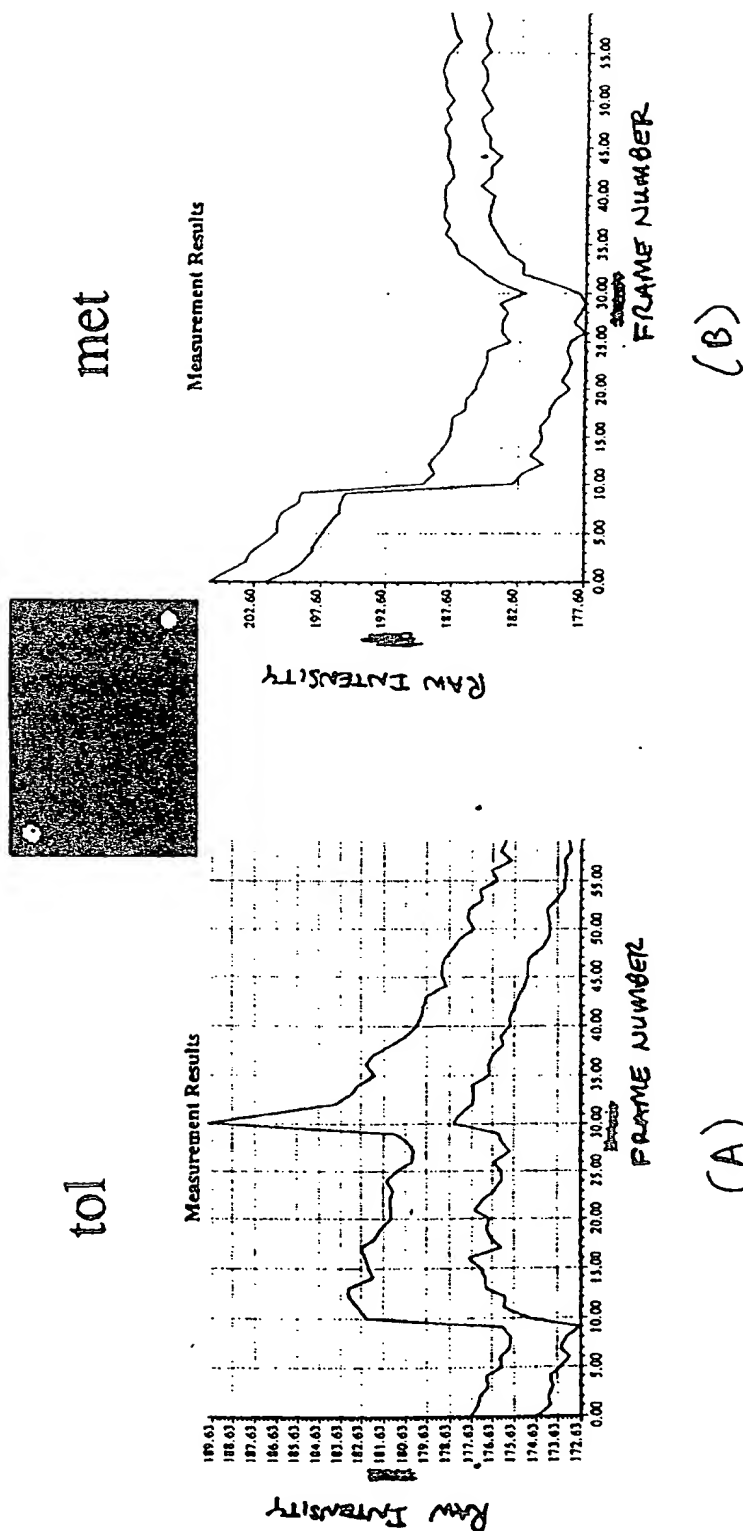 tol
Measurement Results
RAW INTENSITY
189.63
188.63
187.63
186.63
185.63
184.63
183.63
182.63
181.63
180.63
179.63
178.63
177.63
176.63
175.63
174.63
173.63
172.63
0.00 5.00 10.00 15.00 20.00 25.00 30.00 35.00 40.00 45.00 50.00 55.00
FRAME NUMBER
(A)
met
Measurement Results
RAW INTENSITY
202.60
197.60
192.60
187.60
182.60
177.60
0.00 5.00 10.00 15.00 20.00 25.00 30.00 35.00 40.00 45.00 50.00 55.00
FRAME NUMBER
(B)